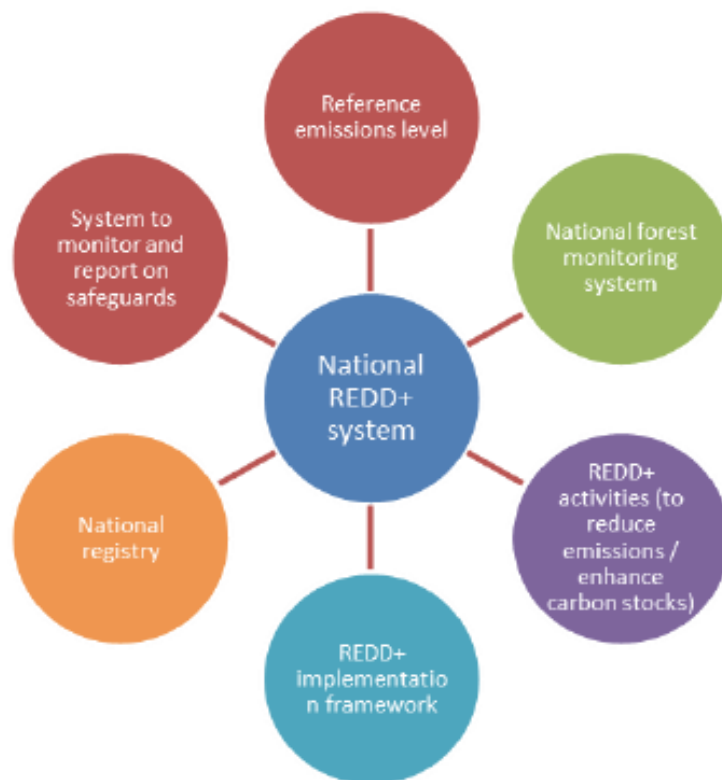 Reference
emissions level
System to
monitor and
report on
safeguards
National forest
monitoring
system
National
REDD+
system
National
registry
REDD+
activities (to
reduce
emissions /
enhance
carbon stocks)
REDD+
implementatio
n framework